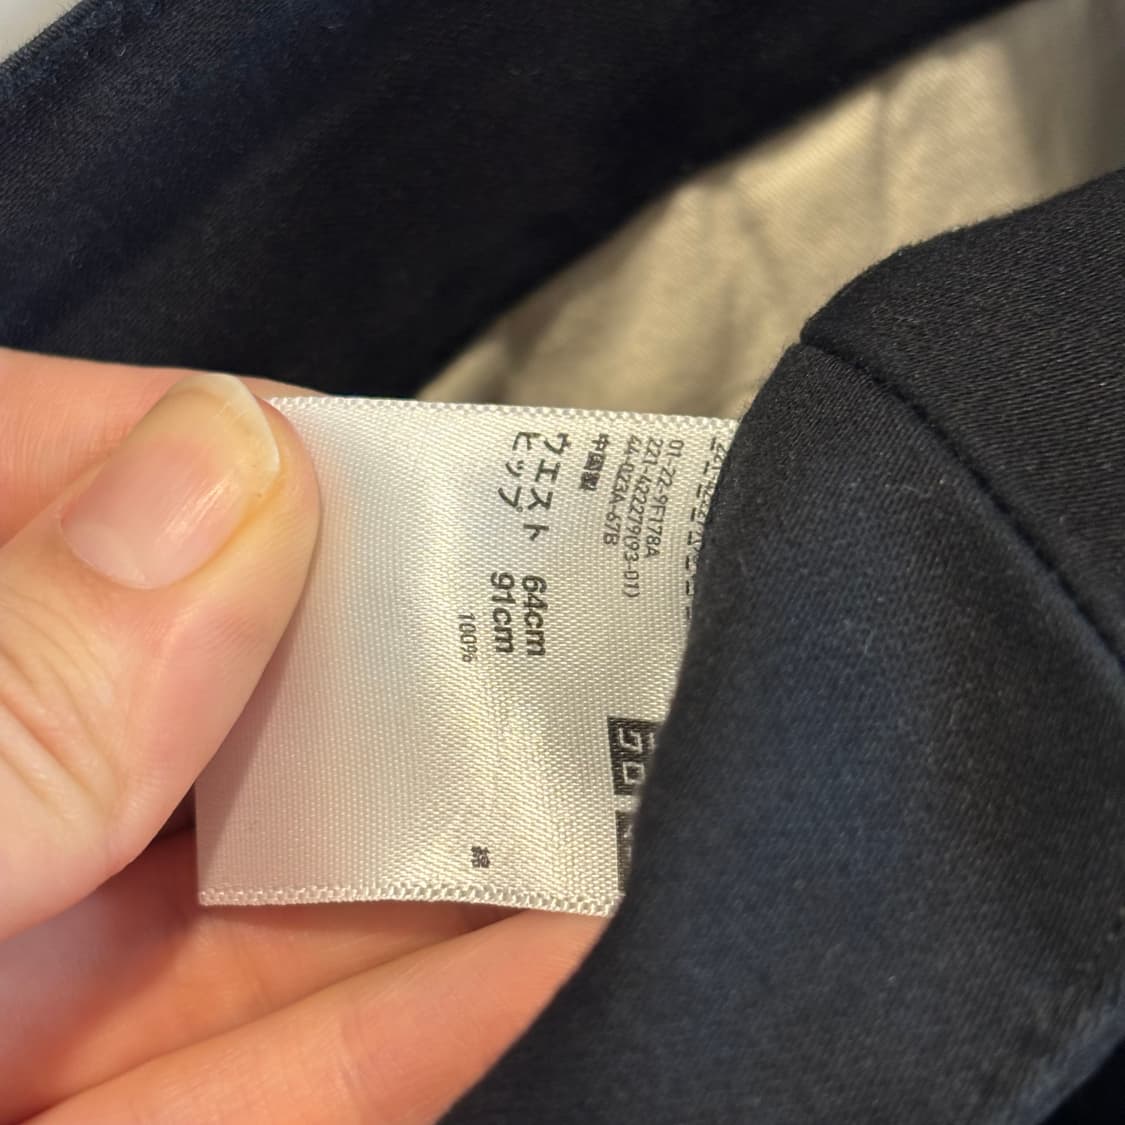 01-22-9F178A
221-422279(93-01)
44-023A-67B
中国製
ウエスト 64cm
ヒップ 91cm
綿
100%